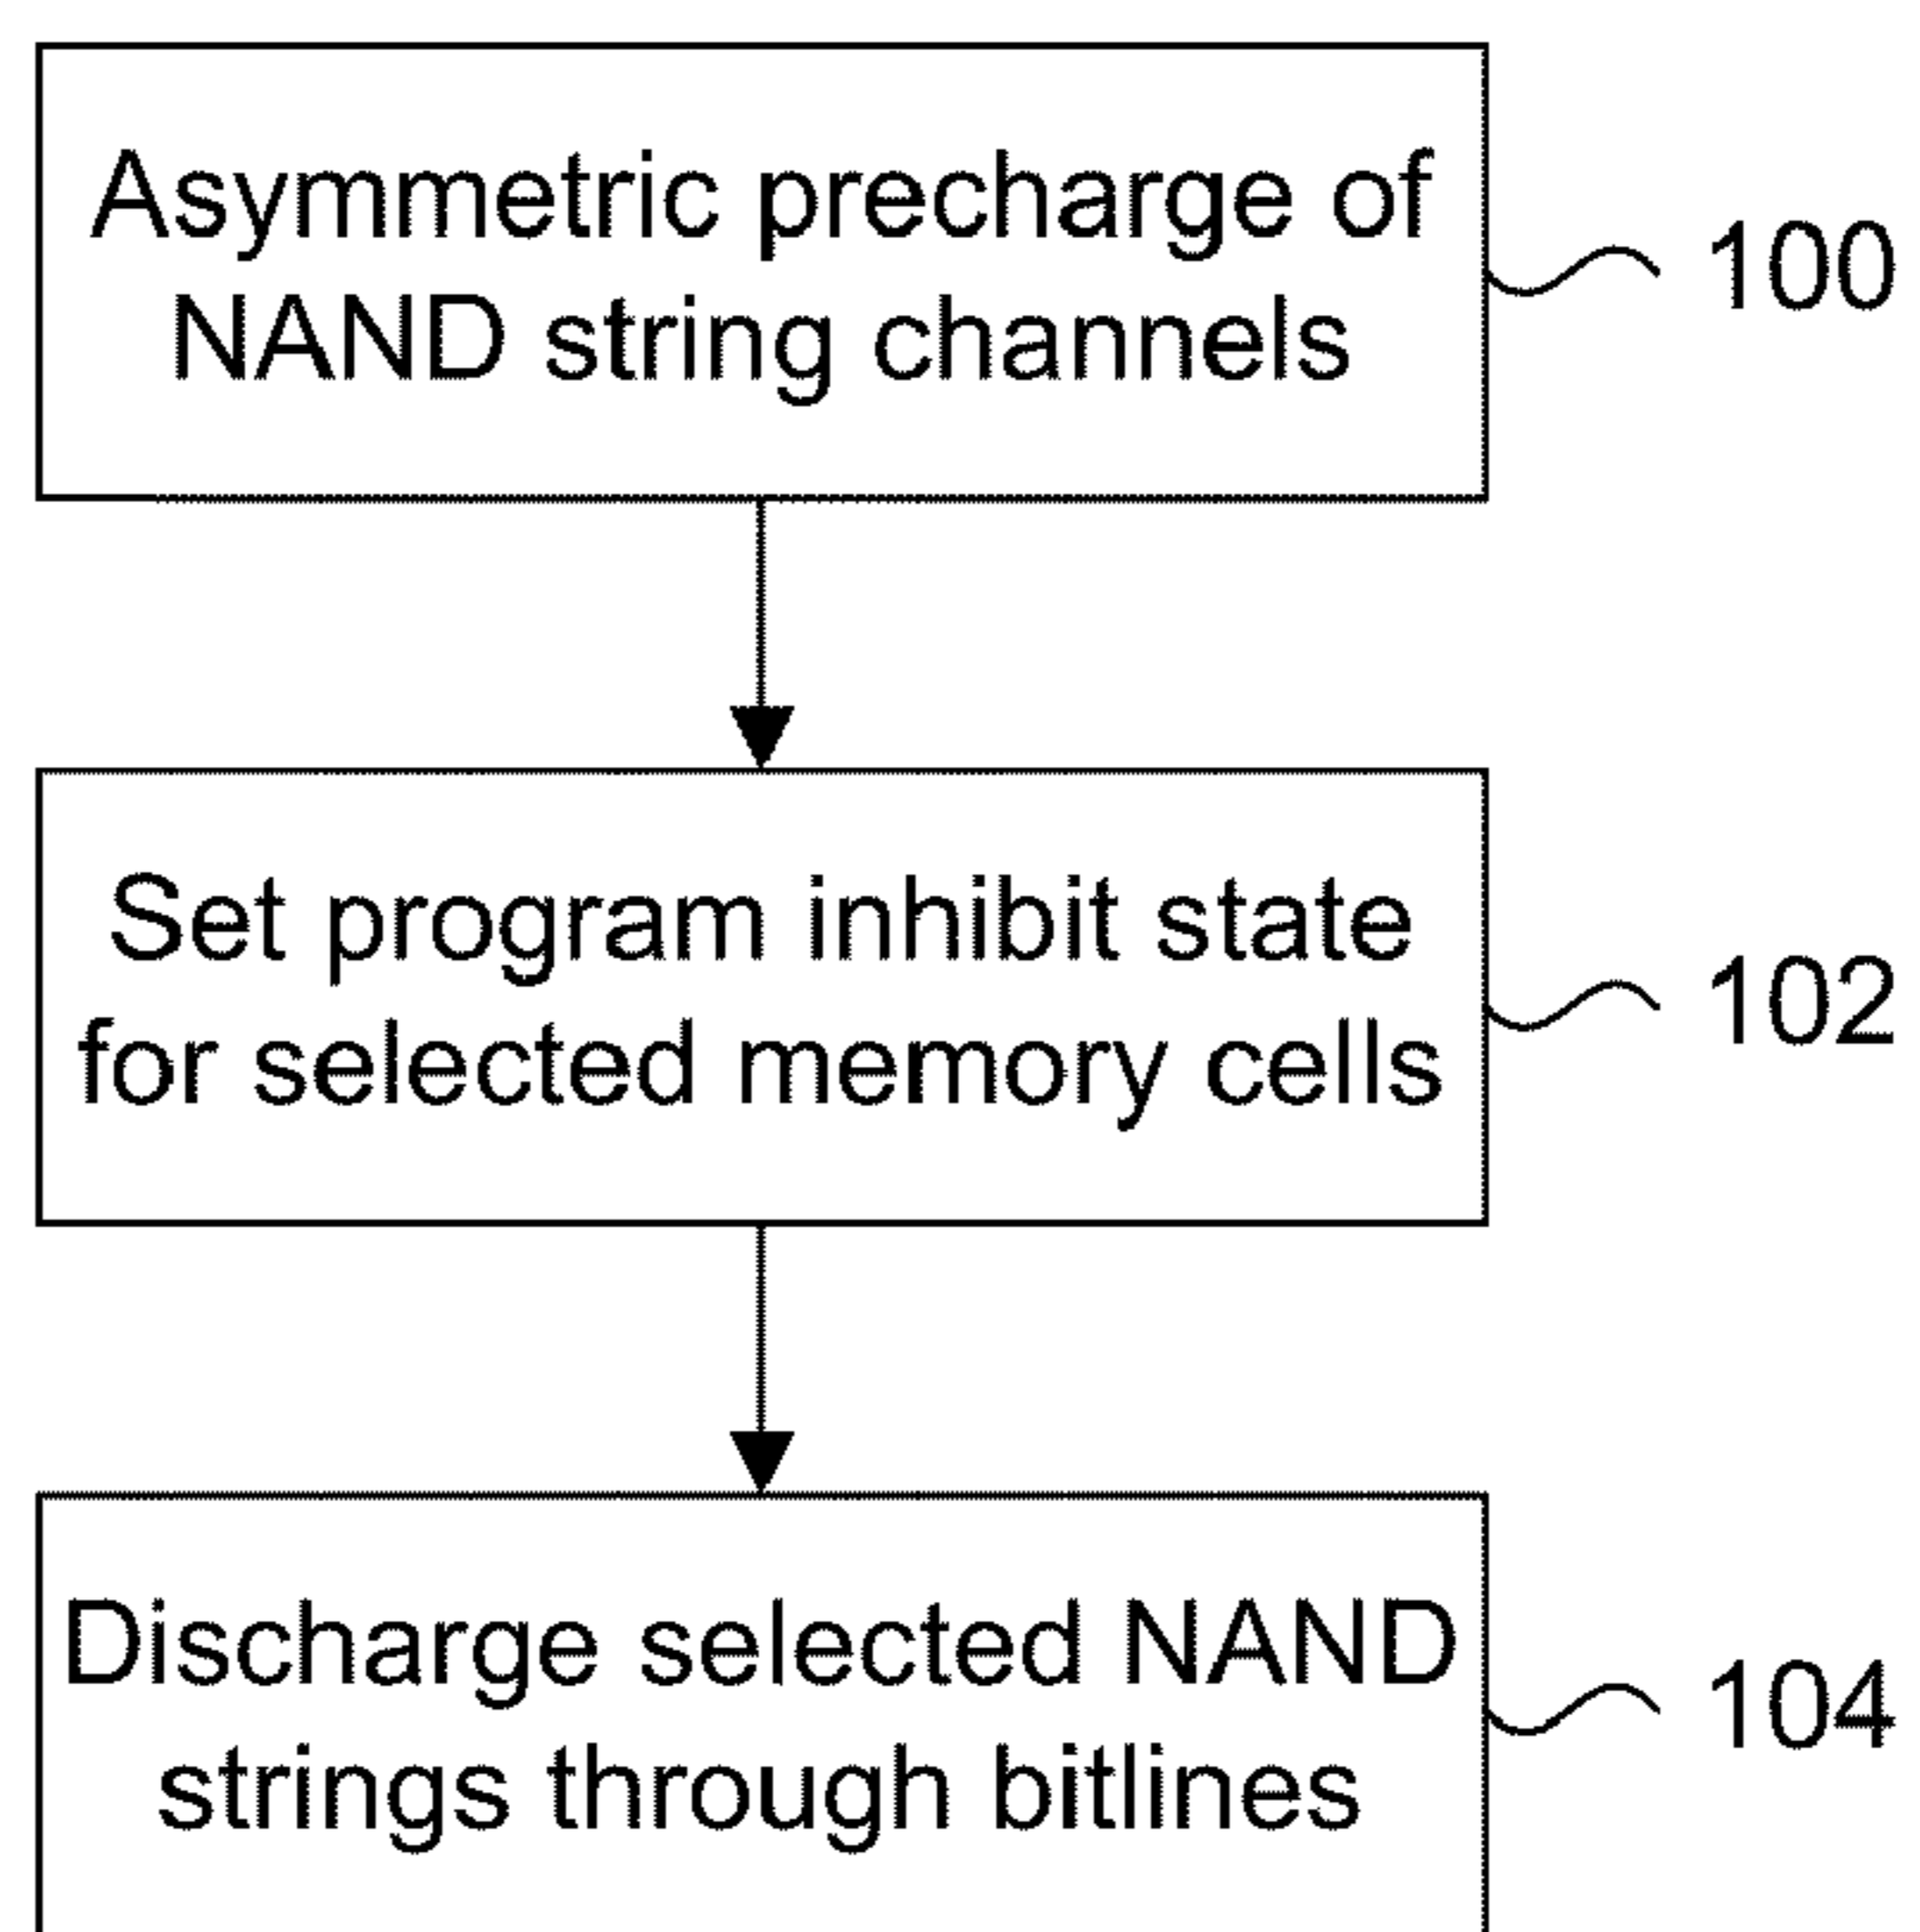 Asymmetric precharge of
NAND string channels
100
Set program inhibit state
for selected memory cells
102
Discharge selected NAND
strings through bitlines
104